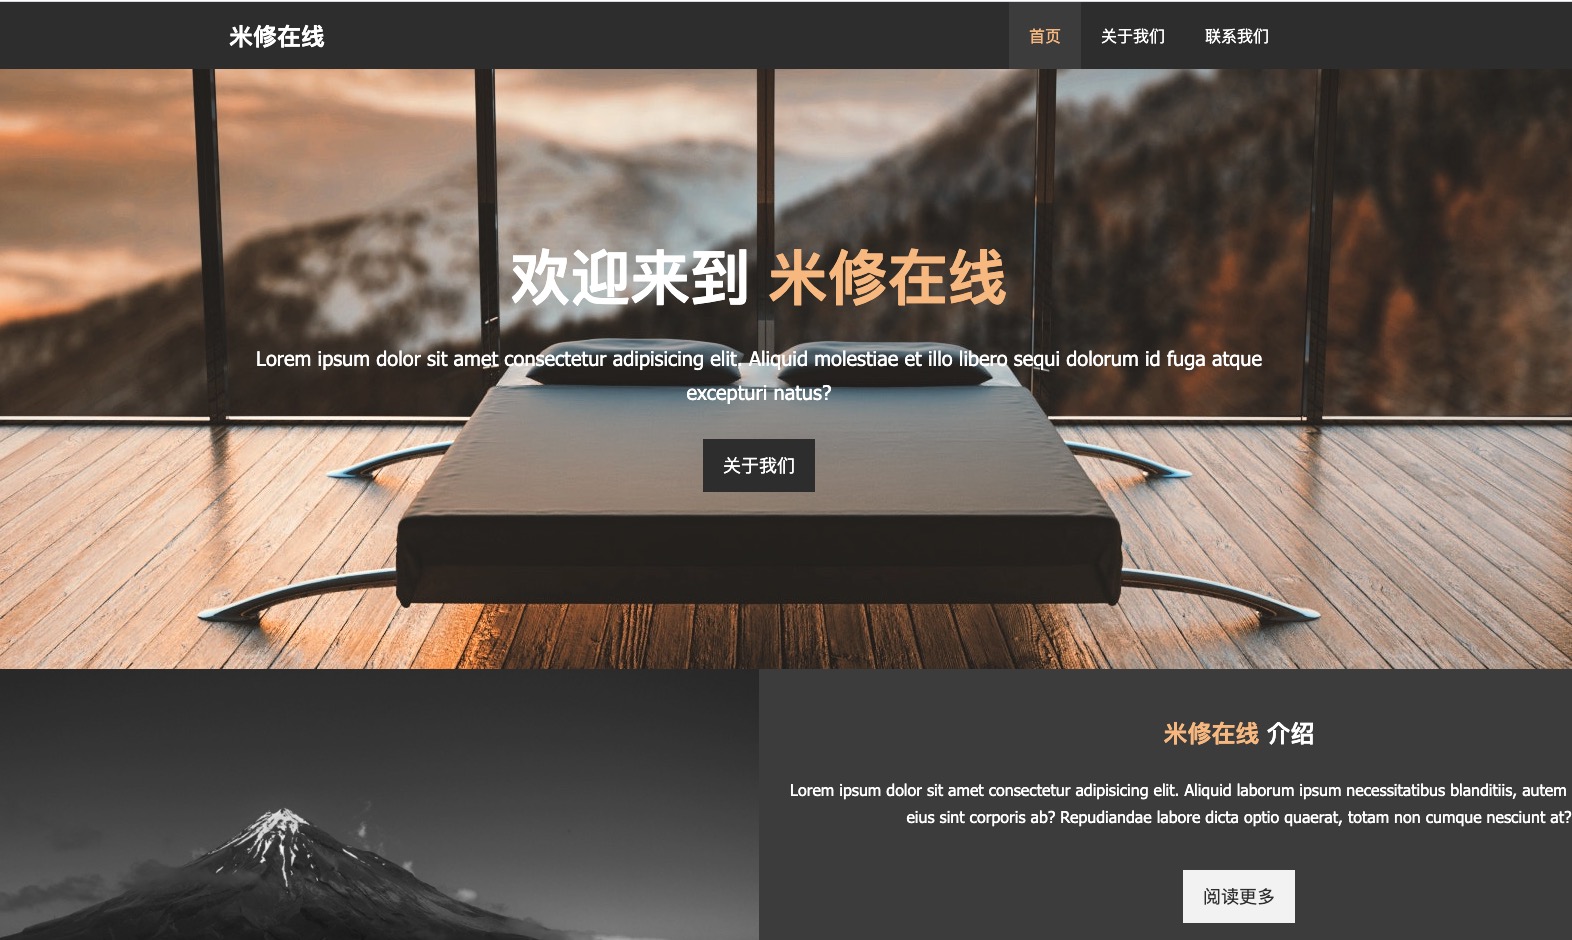 米修在线
首页 关于我们 联系我们
欢迎来到 米修在线
Lorem ipsum dolor sit amet consectetur adipisicing elit. Aliquid molestiae et illo libero sequi dolorum id fuga atque
excepturi natus?
关于我们
米修在线 介绍
Lorem ipsum dolor sit amet consectetur adipisicing elit. Aliquid laborum ipsum necessitatibus blanditiis, autem
eius sint corporis ab? Repudiandae labore dicta optio quaerat, totam non cumque nesciunt at?
阅读更多